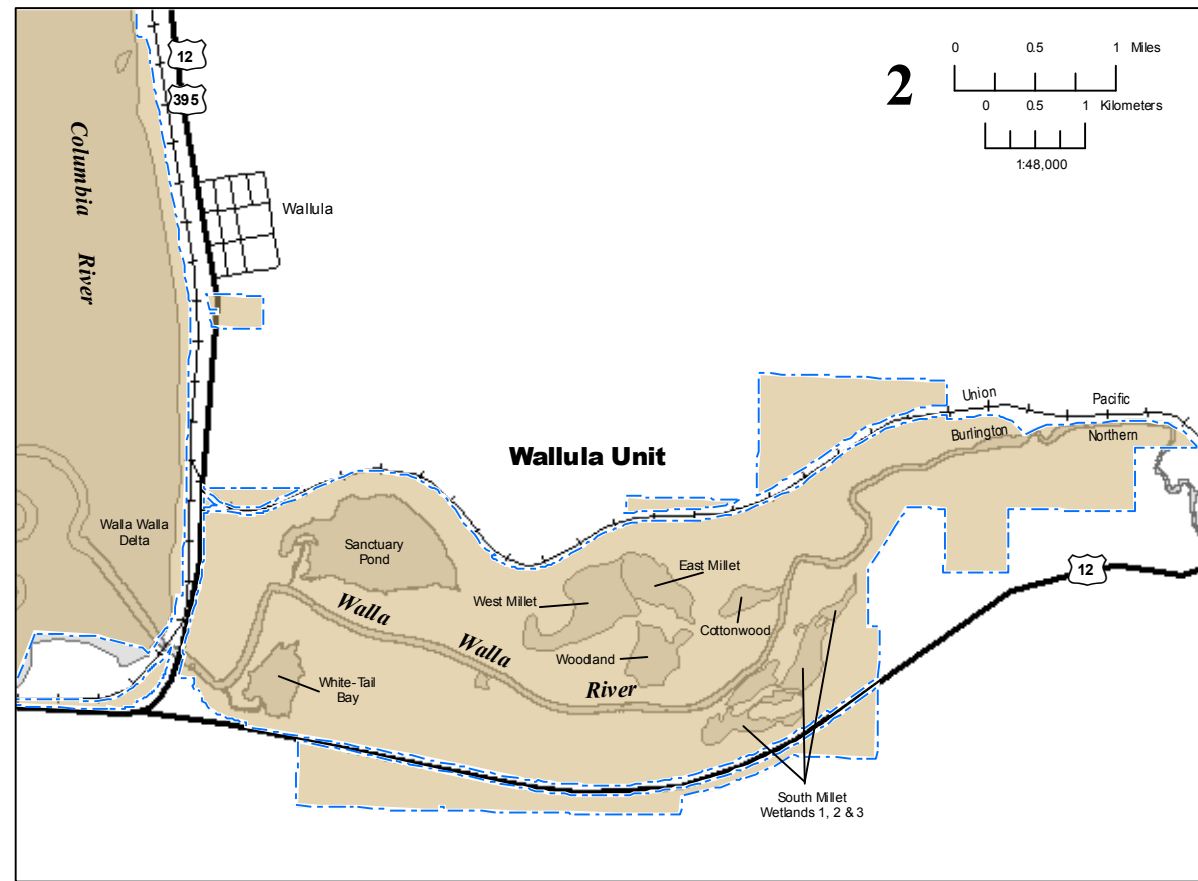 2
0 0.5 1 Miles
0 0.5 1 Kilometers
1:48,000
12
395
Columbia
River
Wallula
Union
Pacific
Burlington
Northern
Wallula Unit
Walla Walla
Delta
Sanctuary
Pond
East Millet
West Millet
12
Walla
Walla
River
Cottonwood
Woodland
White-Tail
Bay
South Millet
Wetlands 1, 2 & 3